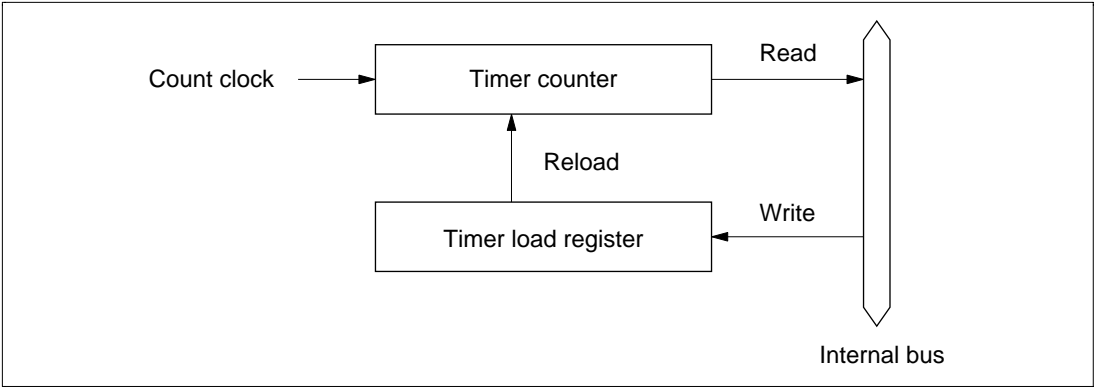 Read
Count clock
Timer counter
Reload
Write
Timer load register
Internal bus